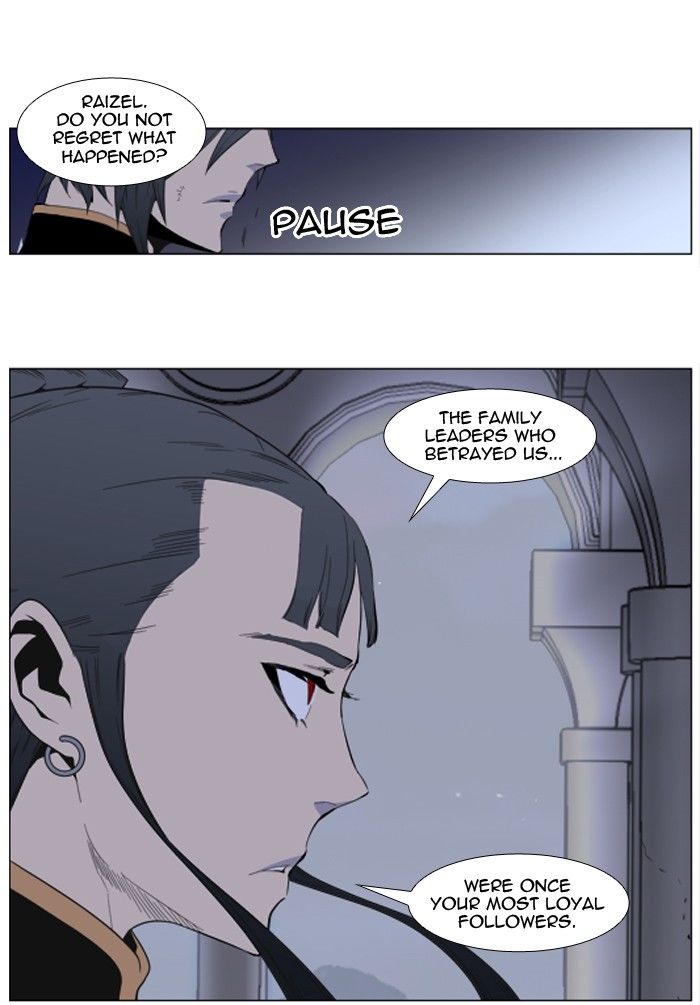 RAIZEL.
DO YOU NOT
REGRET WHAT
HAPPENED?
PAUSE
THE FAMILY
LEADERS WHO
BETRAYED US...
WERE ONCE
YOUR MOST LOYAL
FOLLOWERS.